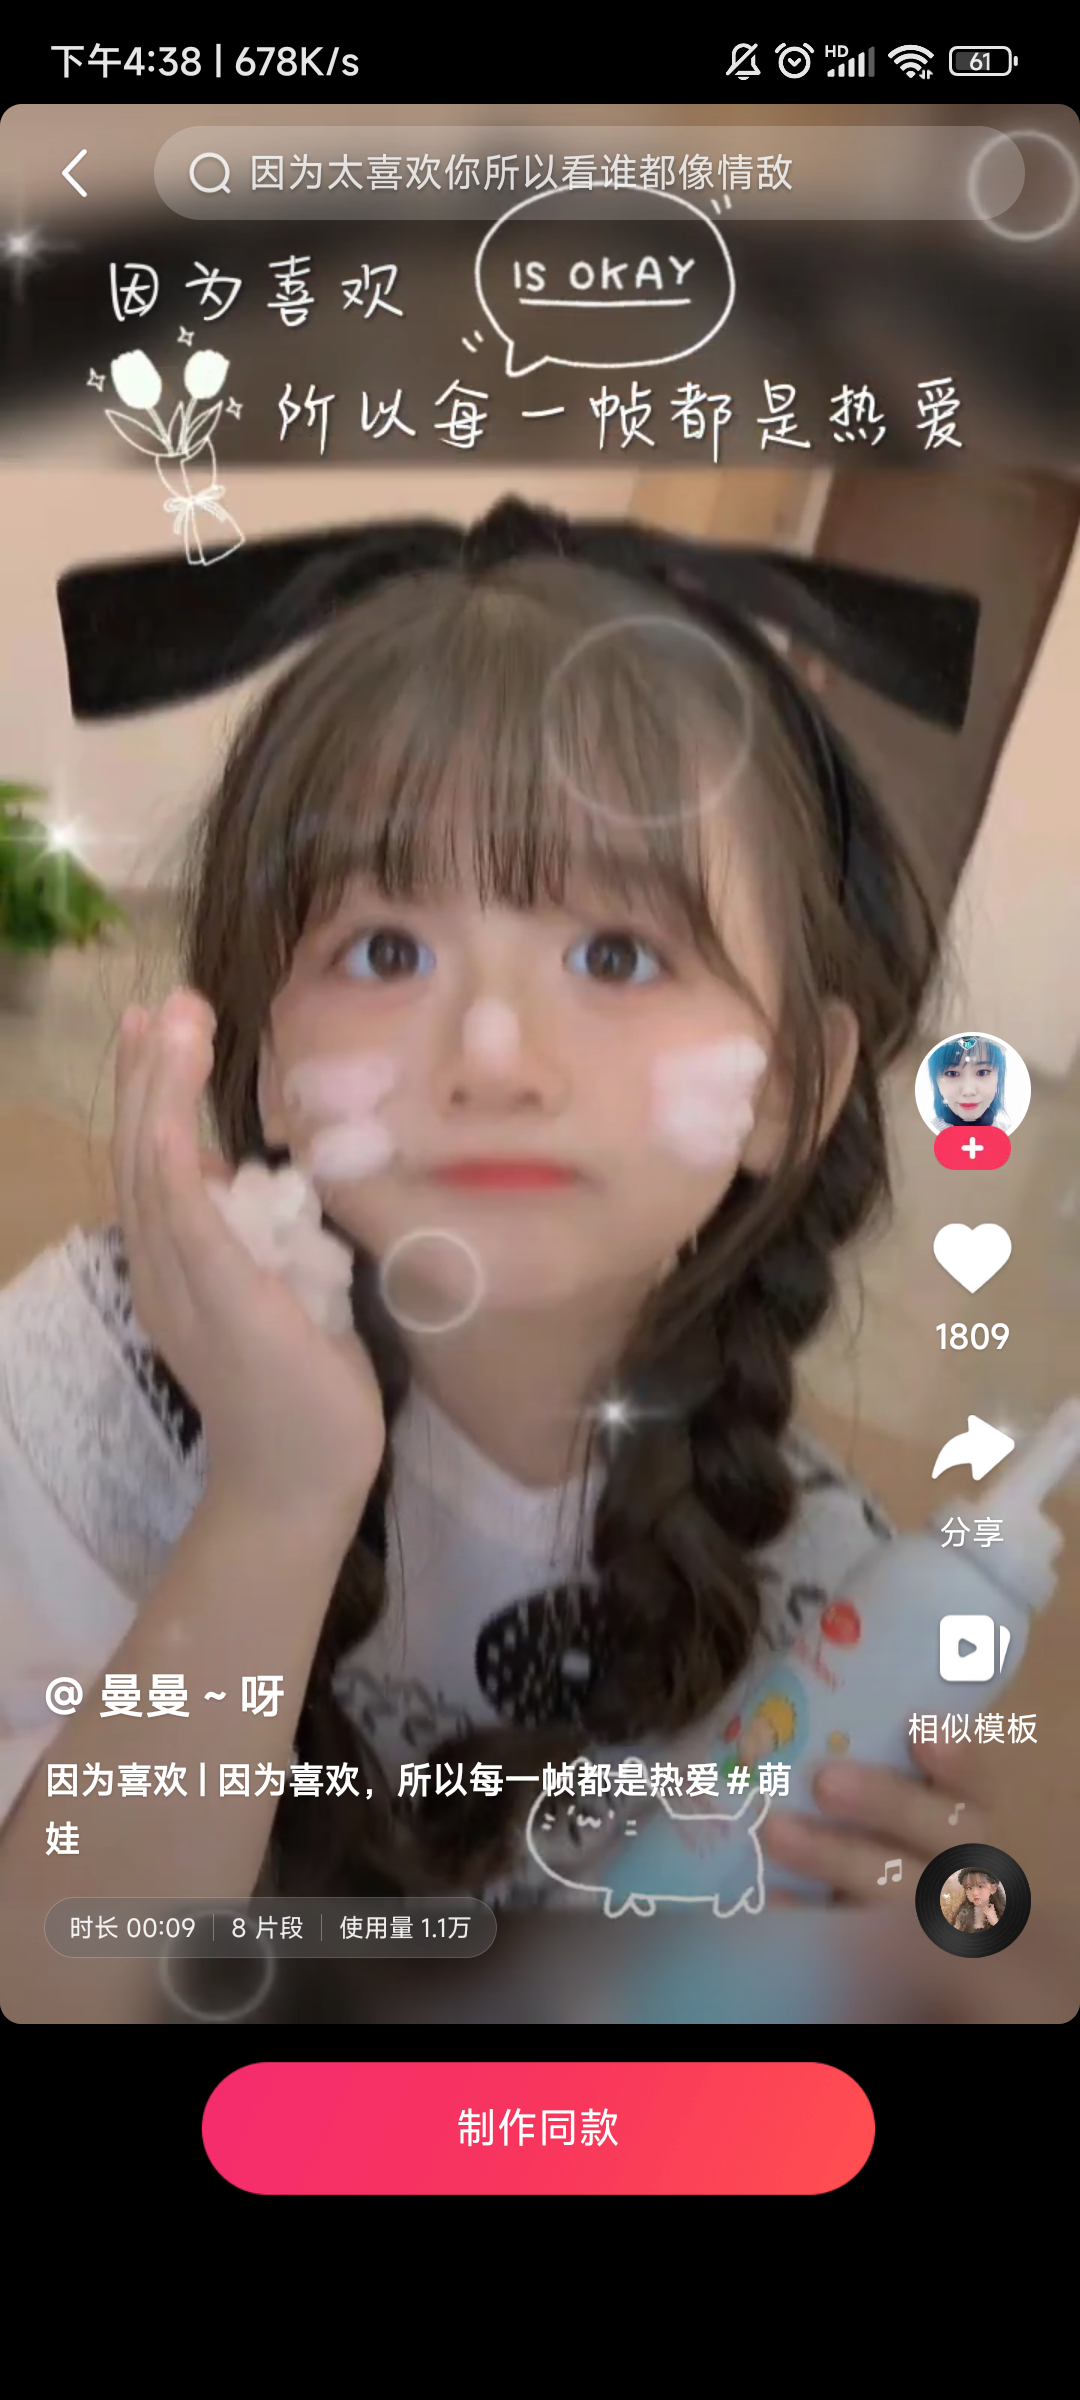 下午4:38 | 678K/s
HD
61
因为太喜欢你所以看谁都像情敌
因为喜欢
IS OKAY
所以每一帧都是热爱
1809
分享
相似模板
@ 曼曼 ~ 呀
因为喜欢 | 因为喜欢，所以每一帧都是热爱 # 萌
娃
时长 00:09 | 8 片段 | 使用量 1.1万
制作同款